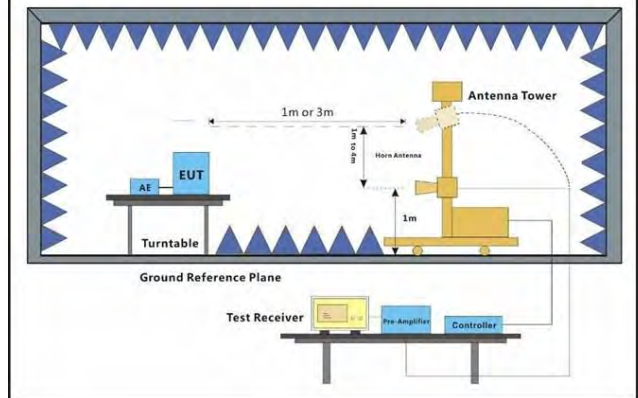 Antenna Tower
1m or 3m
1m to 4m
Horn Antenna
EUT
AE
1m
Turntable
Ground Reference Plane
Test Receiver
Pre-Amplifier
Controller